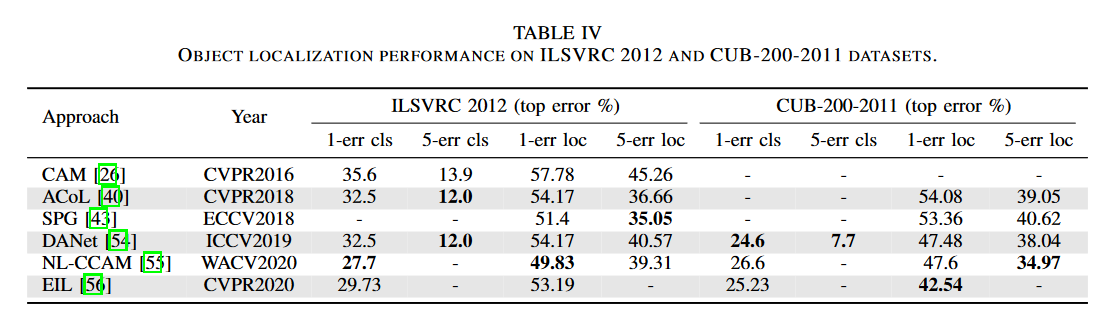 TABLE IV
OBJECT LOCALIZATION PERFORMANCE ON ILSVRC 2012 AND CUB-200-2011 DATASETS.
Approach Year ILSVRC 2012 (top error %) CUB-200-2011 (top error %)
1-err cls 5-err cls 1-err loc 5-err loc 1-err cls 5-err cls 1-err loc 5-err loc
CAM [26] CVPR2016 35.6 13.9 57.78 45.26 - - - -
ACoL [40] CVPR2018 32.5 12.0 54.17 36.66 - - 54.08 39.05
SPG [43] ECCV2018 - - 51.4 35.05 - - 53.36 40.62
DANet [54] ICCV2019 32.5 12.0 54.17 40.57 24.6 7.7 47.48 38.04
NL-CCAM [55] WACV2020 27.7 - 49.83 39.31 26.6 - 47.6 34.97
EIL [56] CVPR2020 29.73 - 53.19 - 25.23 - 42.54 -